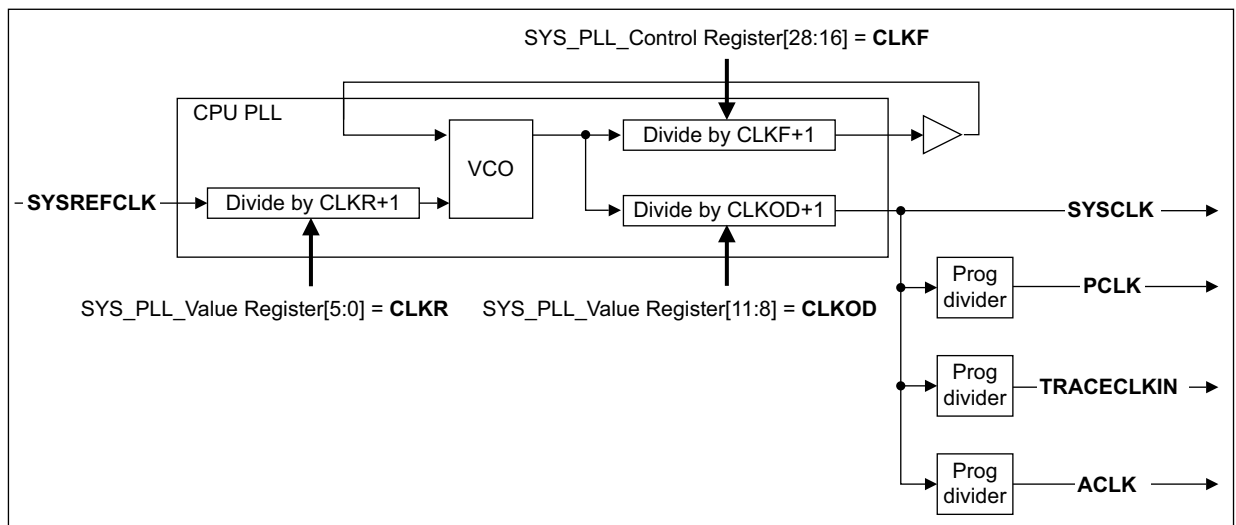 SYS_PLL_Control Register[28:16] = CLKF
CPU PLL
Divide by CLKF+1
VCO
SYSREFCLK
Divide by CLKR+1
Divide by CLKOD+1
SYSCLK
SYS_PLL_Value Register[5:0] = CLKR
SYS_PLL_Value Register[11:8] = CLKOD
Prog
divider
PCLK
Prog
divider
TRACECLKIN
Prog
divider
ACLK